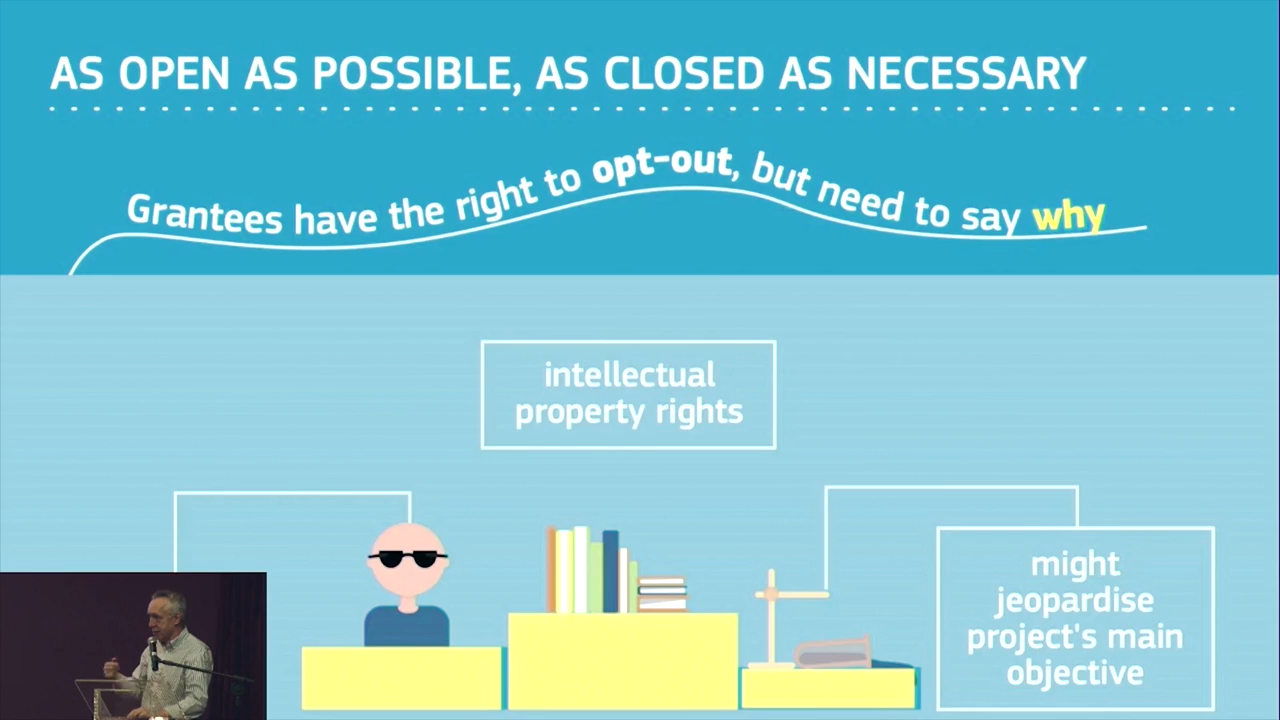 AS OPEN AS POSSIBLE, AS CLOSED AS NECESSARY
Grantees have the right to opt-out, but need to say why
intellectual
property rights
might
jeopardise
project's main
objective